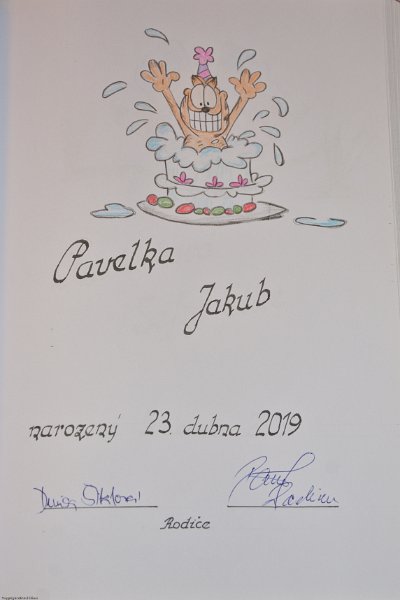 Pavelka
Jakub
narozený 23. dubna 2019
Rodiče